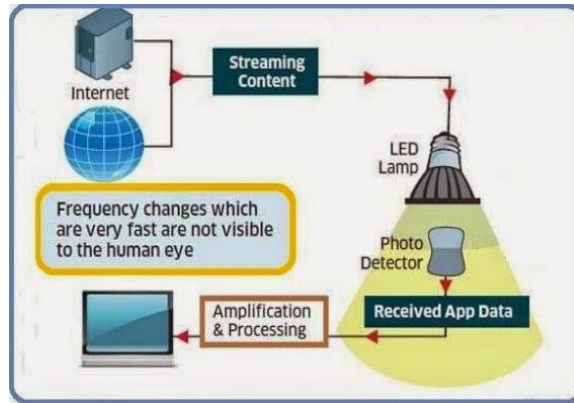 Internet
Streaming
Content
LED
Lamp
Frequency changes which
are very fast are not visible
to the human eye
Photo
Detector
Received App Data
Amplification
& Processing